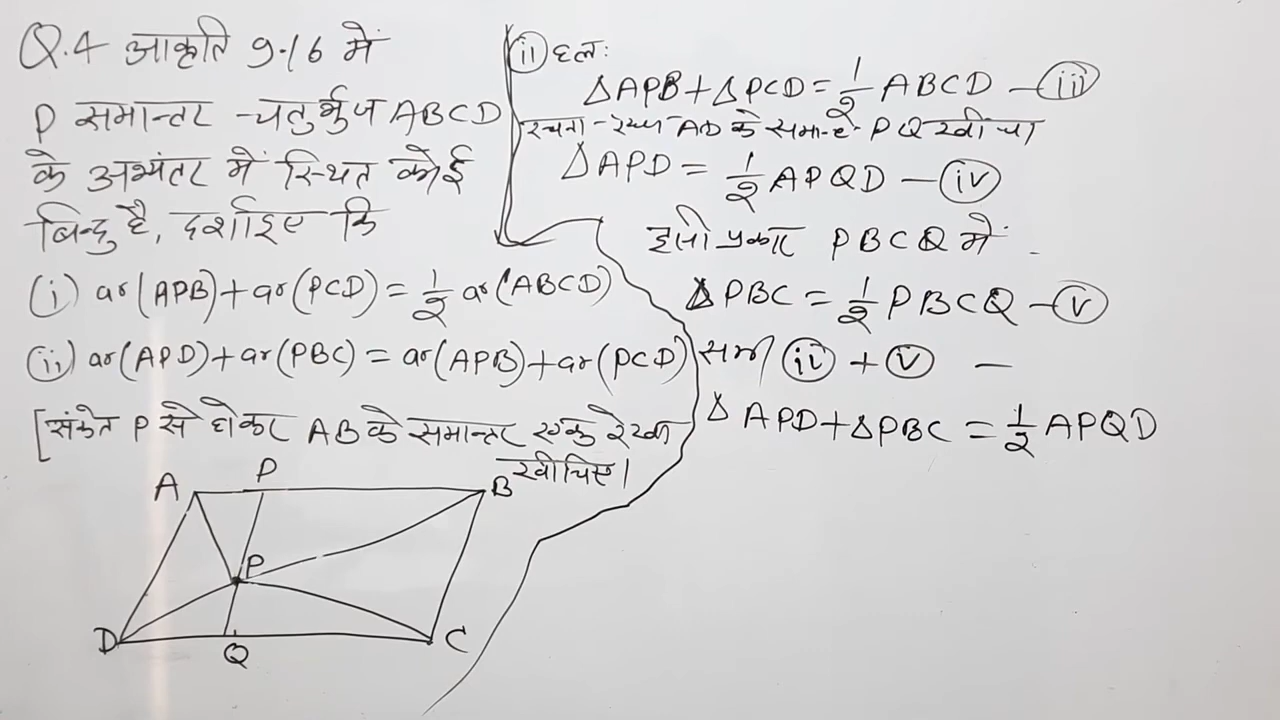 Q.4 आकृति 9.16 में
P समान्तर -चतुर्भुज ABCD
के अभ्यंतर में स्थित कोई
बिन्दु है, दर्शाइए कि
(i) ar(APB)+ar(PCD)=1/2 ar(ABCD)
(ii) ar(APD)+ar(PBC)=ar(APB)+ar(PCD)
[संकेत P से होकर AB के समान्तर एक रेखा
खीचिए।
A P B
P
D Q C
(ii) हलः
ΔAPB+ΔPCD=1/2 ABCD —(iii)
रचना - रेखा AD के समा० PQ खीचा
ΔAPD=1/2 APQD —(iv)
इसी प्रकार PBCQ में
ΔPBC=1/2 PBCQ —(v)
(iv) + (v) —
Δ APD+ΔPBC=1/2 APQD